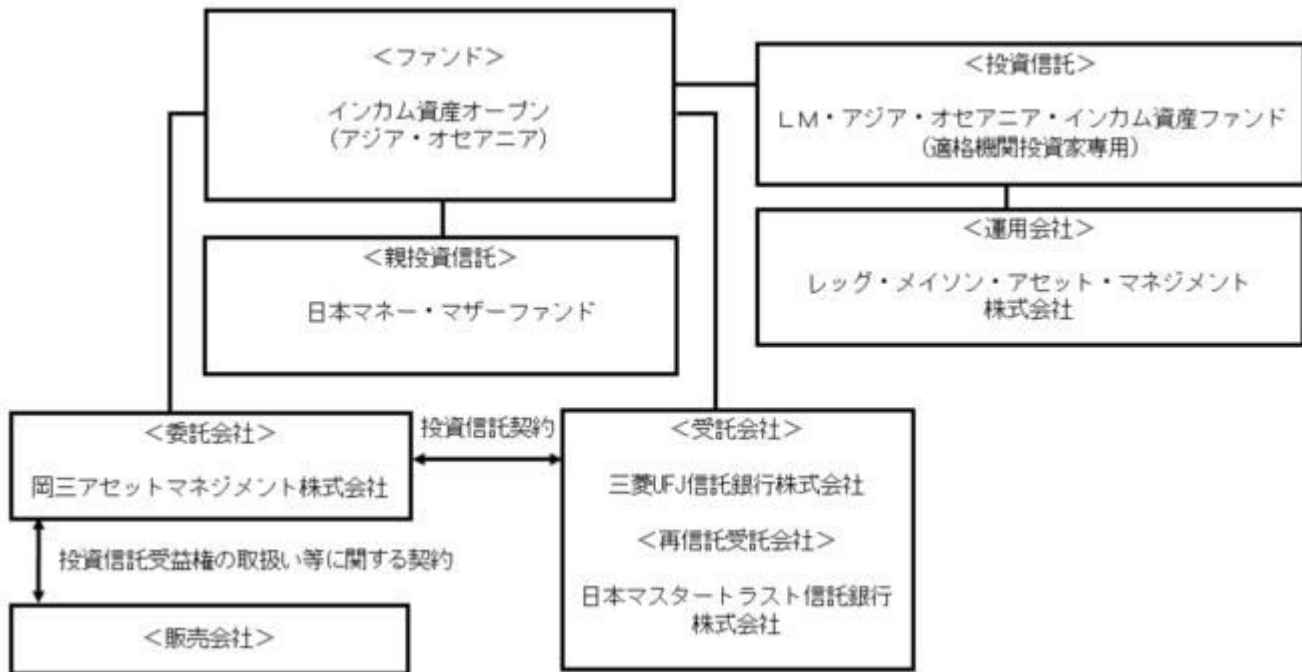 ＜ファンド＞
インカム資産オープン
（アジア・オセアニア）
＜投資信託＞
ＬＭ・アジア・オセアニア・インカム資産ファンド
（適格機関投資家専用）
＜運用会社＞
レッグ・メイソン・アセット・マネジメント
株式会社
＜親投資信託＞
日本マネー・マザーファンド
＜委託会社＞
岡三アセットマネジメント株式会社
投資信託契約
＜受託会社＞
三菱UFJ信託銀行株式会社
＜再信託受託会社＞
日本マスタートラスト信託銀行
株式会社
投資信託受益権の取扱い等に関する契約
＜販売会社＞